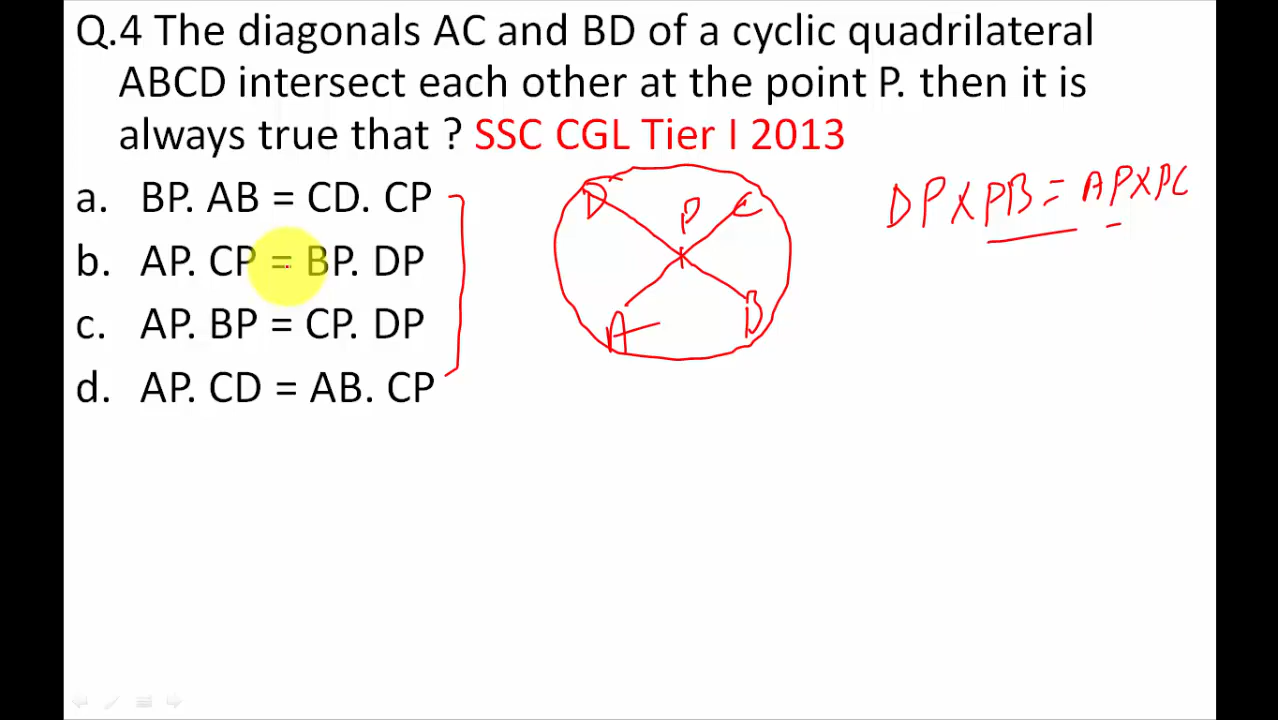 Q.4 The diagonals AC and BD of a cyclic quadrilateral
ABCD intersect each other at the point P. then it is
always true that ? SSC CGL Tier I 2013
a. BP. AB = CD. CP
b. AP. CP = BP. DP
c. AP. BP = CP. DP
d. AP. CD = AB. CP
D P C
A B
DP X PB = AP X PC